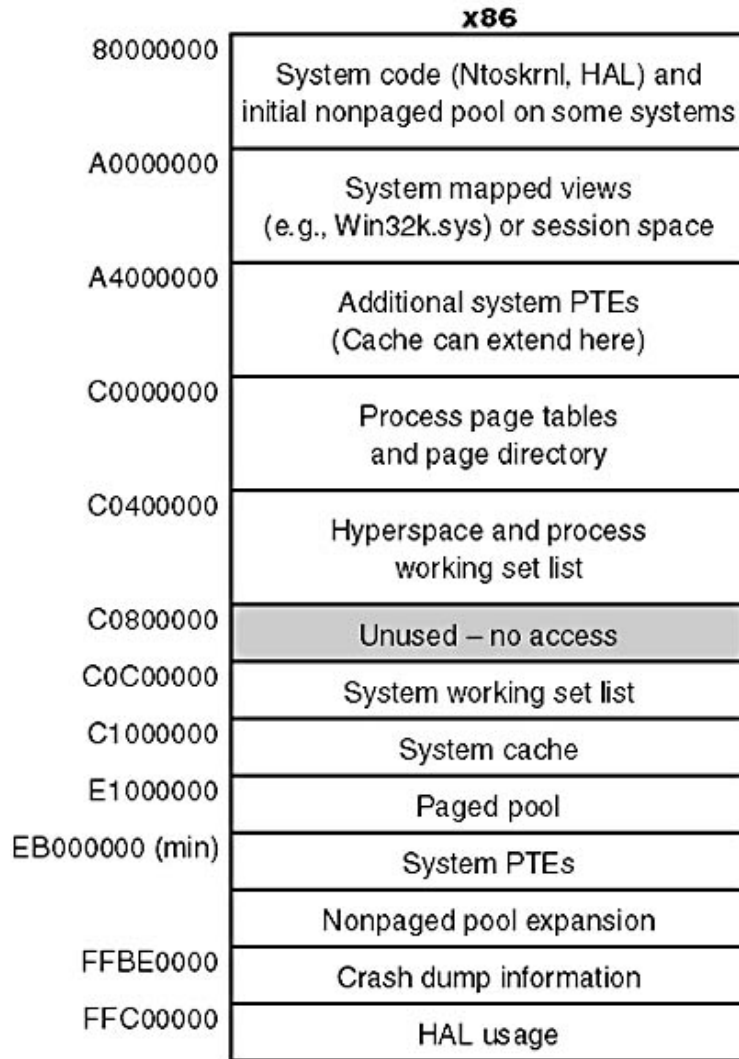 x86
80000000
System code (Ntoskrnl, HAL) and
initial nonpaged pool on some systems
A0000000
System mapped views
(e.g., Win32k.sys) or session space
A4000000
Additional system PTEs
(Cache can extend here)
C0000000
Process page tables
and page directory
C0400000
Hyperspace and process
working set list
C0800000
Unused – no access
C0C00000
System working set list
C1000000
System cache
E1000000
Paged pool
EB000000 (min)
System PTEs
Nonpaged pool expansion
FFBE0000
Crash dump information
FFC00000
HAL usage